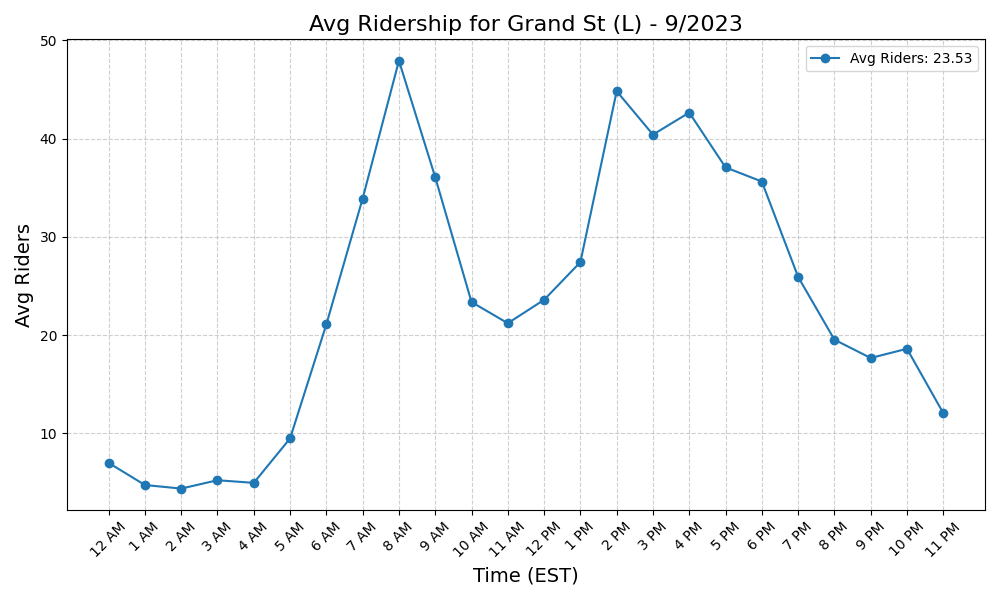 Avg Ridership for Grand St (L) - 9/2023
Avg Riders: 23.53
Avg Riders
50
40
30
20
10
12 AM
1 AM
2 AM
3 AM
4 AM
5 AM
6 AM
7 AM
8 AM
9 AM
10 AM
11 AM
12 PM
1 PM
2 PM
3 PM
4 PM
5 PM
6 PM
7 PM
8 PM
9 PM
10 PM
11 PM
Time (EST)